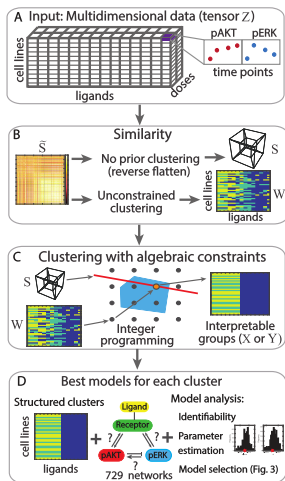 A Input: Multidimensional data (tensor Z)
pAKT pERK
cell lines
ligands
doses
time points
B Similarity
S̃
No prior clustering
(reverse flatten)
S
Unconstrained
clustering
cell lines
W
ligands
C Clustering with algebraic constraints
S
W
Integer
programming
Interpretable
groups (X or Y)
D Best models for each cluster
Structured clusters
cell lines
ligands
+
Ligand
Receptor
? ?
pAKT pERK
?
729 networks
+
Model analysis:
Identifiability
Parameter
estimation
Model selection (Fig. 3)